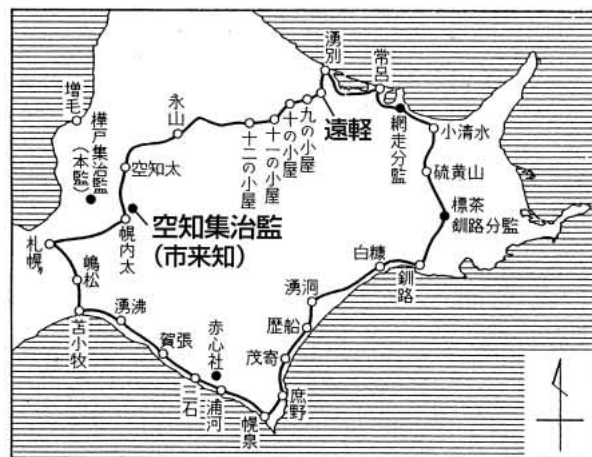 湧別
常呂
増毛
樺戸集治監
(本監)
永山
九の小屋
十の小屋
十一の小屋
十二の小屋
遠軽
網走分監
小清水
硫黄山
空知太
標茶
釧路分監
空知集治監
(市来知)
幌内太
札幌
嶋松
白糠
釧路
湧洞
湧沸
歴船
苫小牧
賀張
赤心社
茂寄
三石
浦河
庶野
幌泉